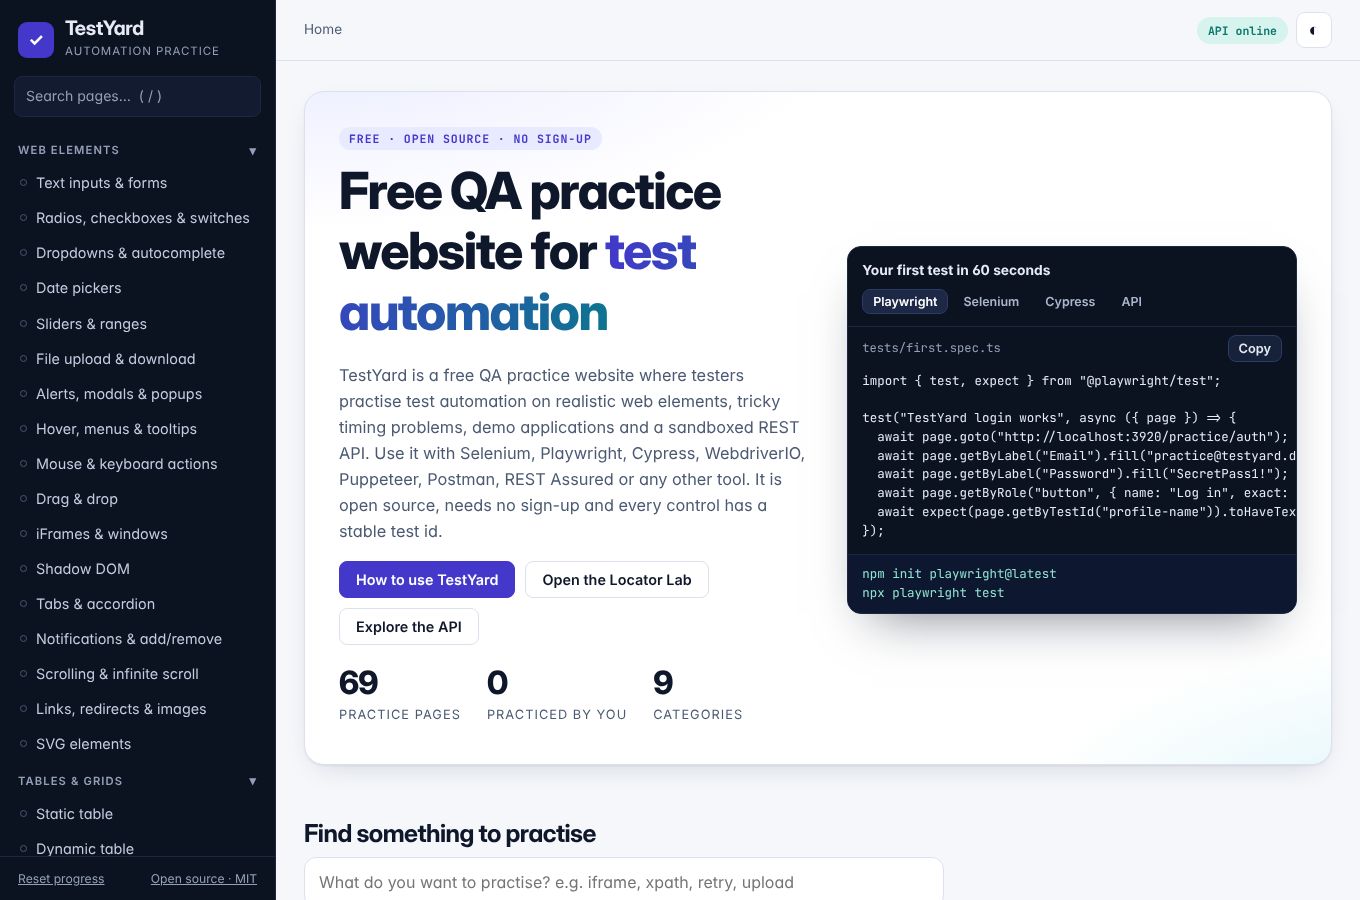 TestYard
AUTOMATION PRACTICE
Search pages... ( / )
WEB ELEMENTS
Text inputs & forms
Radios, checkboxes & switches
Dropdowns & autocomplete
Date pickers
Sliders & ranges
File upload & download
Alerts, modals & popups
Hover, menus & tooltips
Mouse & keyboard actions
Drag & drop
iFrames & windows
Shadow DOM
Tabs & accordion
Notifications & add/remove
Scrolling & infinite scroll
Links, redirects & images
SVG elements
TABLES & GRIDS
Static table
Dynamic table
Reset progress
Open source · MIT
Home
API online
FREE · OPEN SOURCE · NO SIGN-UP
Free QA practice
website for test
automation
TestYard is a free QA practice website where testers
practise test automation on realistic web elements, tricky
timing problems, demo applications and a sandboxed REST
API. Use it with Selenium, Playwright, Cypress, WebdriverIO,
Puppeteer, Postman, REST Assured or any other tool. It is
open source, needs no sign-up and every control has a
stable test id.
How to use TestYard
Open the Locator Lab
Explore the API
69
PRACTICE PAGES
0
PRACTICED BY YOU
9
CATEGORIES
Your first test in 60 seconds
Playwright Selenium Cypress API
tests/first.spec.ts
Copy
import { test, expect } from "@playwright/test";
test("TestYard login works", async ({ page }) => {
await page.goto("http://localhost:3920/practice/auth");
await page.getByLabel("Email").fill("practice@testyard.d
await page.getByLabel("Password").fill("SecretPass1!");
await page.getByRole("button", { name: "Log in", exact:
await expect(page.getByTestId("profile-name")).toHaveTex
});
npm init playwright@latest
npx playwright test
Find something to practise
What do you want to practise? e.g. iframe, xpath, retry, upload